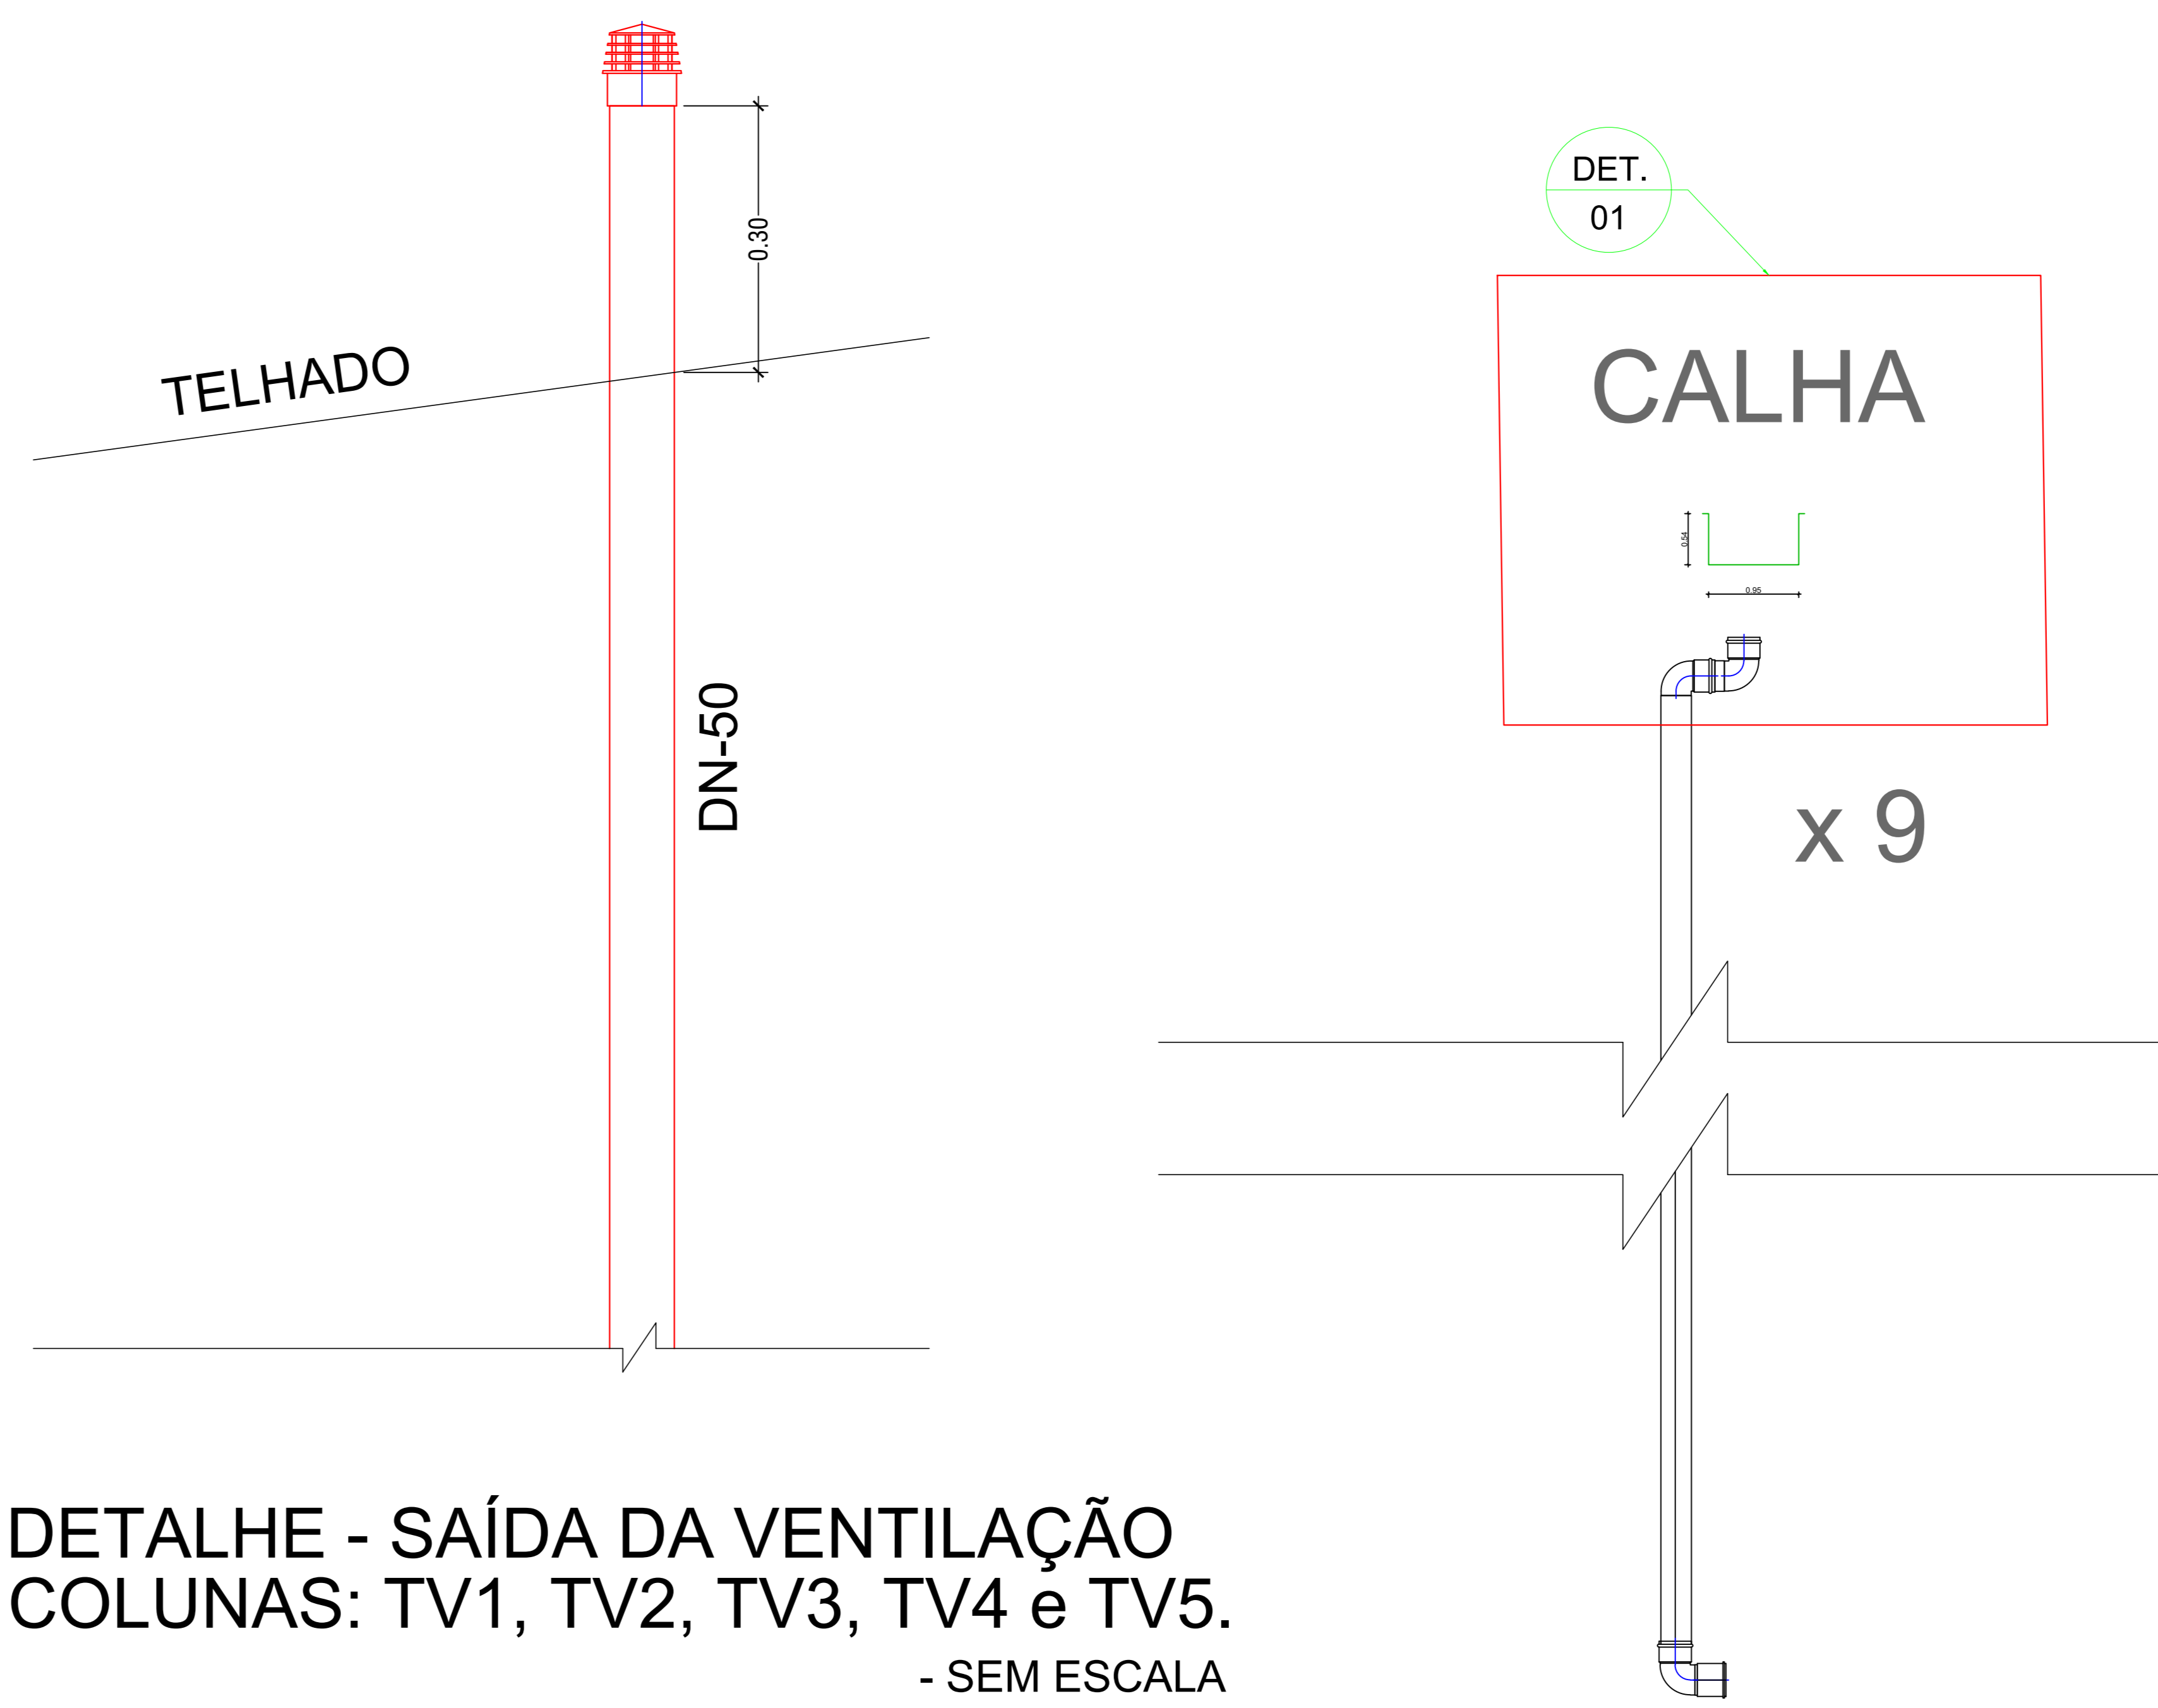 0.30
TELHADO
DN-50
DETALHE - SAÍDA DA VENTILAÇÃO
COLUNAS: TV1, TV2, TV3, TV4 e TV5.
- SEM ESCALA
DET.
01
CALHA
0.54
0.95
x 9